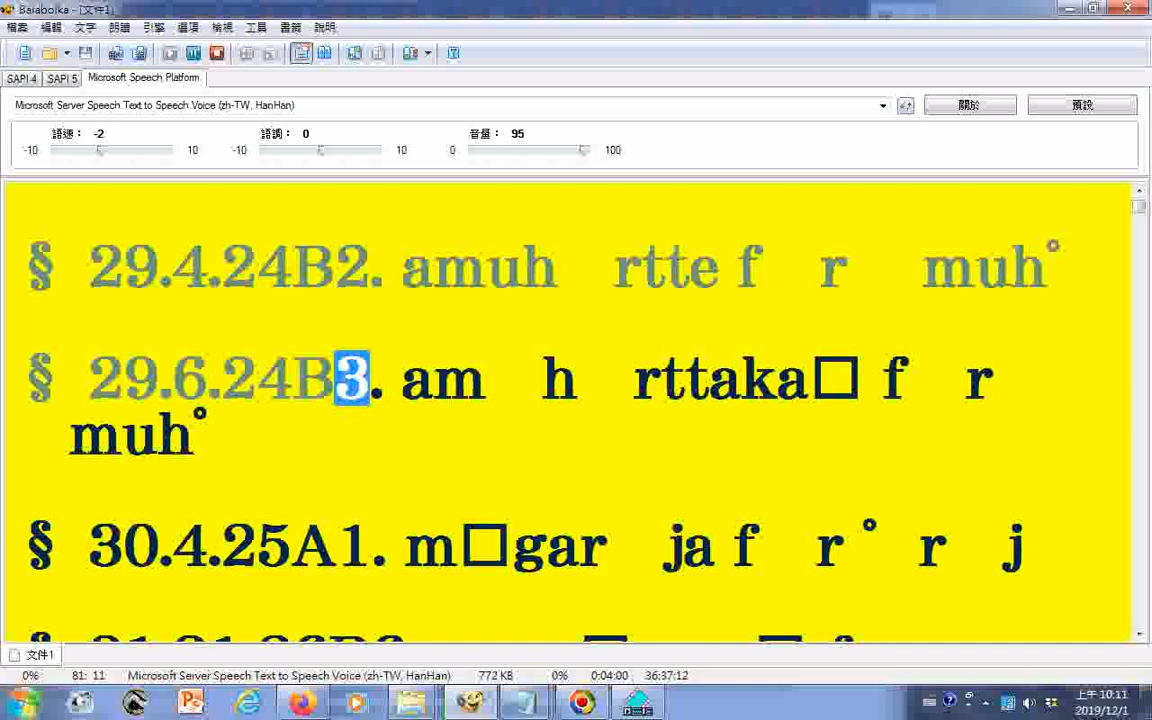 Balabolka - [文件1]
檔案 編輯 文字 朗讀 引擎 選項 檢視 工具 書籤 說明
SAPI 4 SAPI 5 Microsoft Speech Platform
Microsoft Server Speech Text to Speech Voice (zh-TW, HanHan) 關於 預設
語速： -2 語調： 0 音量： 95
-10 10 -10 10 0 100
§ 29.4.24B2. amuh rtte f r muh°
§ 29.6.24B3. am h rttaka□ f r
muh°
§ 30.4.25A1. m□gar ja f r ° r j
文件1
0% 81: 11 Microsoft Server Speech Text to Speech Voice (zh-TW, HanHan) 772 KB 0% 0:04:00 36:37:12
上午 10:11
2019/12/1